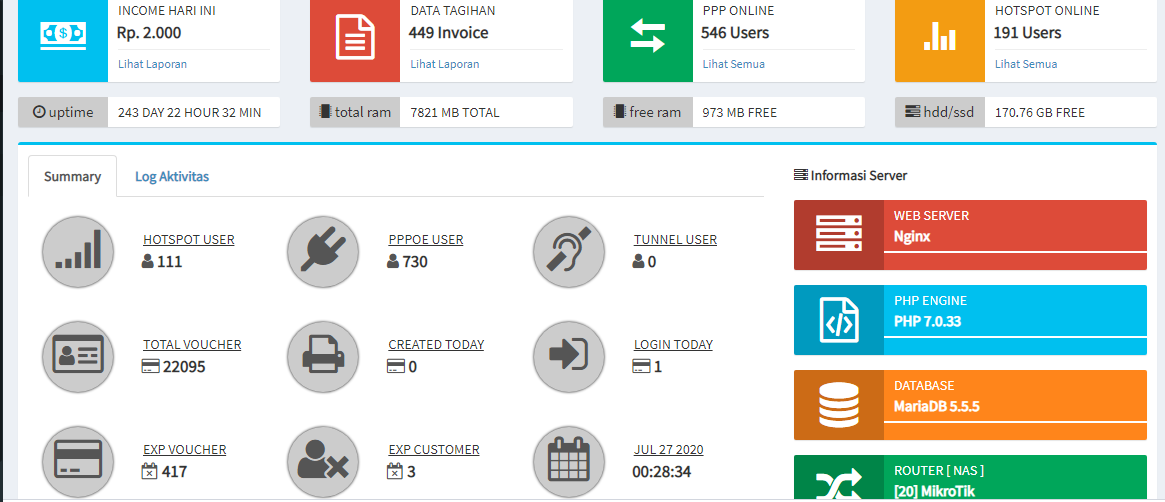 INCOME HARI INI
Rp. 2.000
Lihat Laporan
DATA TAGIHAN
449 Invoice
Lihat Laporan
PPP ONLINE
546 Users
Lihat Semua
HOTSPOT ONLINE
191 Users
Lihat Semua
uptime 243 DAY 22 HOUR 32 MIN
total ram 7821 MB TOTAL
free ram 973 MB FREE
hdd/ssd 170.76 GB FREE
Summary
Log Aktivitas
HOTSPOT USER
111
PPPOE USER
730
TUNNEL USER
0
TOTAL VOUCHER
22095
CREATED TODAY
0
LOGIN TODAY
1
EXP VOUCHER
417
EXP CUSTOMER
3
JUL 27 2020
00:28:34
Informasi Server
WEB SERVER
Nginx
PHP ENGINE
PHP 7.0.33
DATABASE
MariaDB 5.5.5
ROUTER [ NAS ]
[20] MikroTik